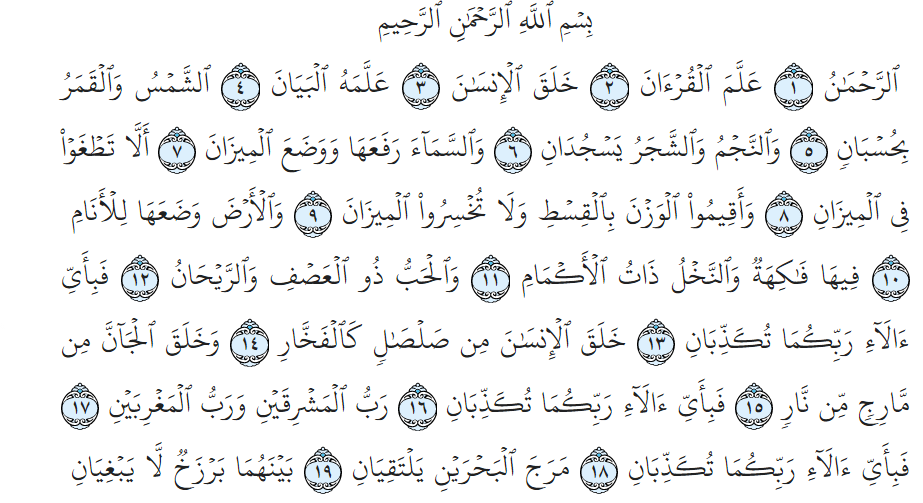 بِسۡمِ ٱللَّهِ ٱلرَّحۡمَٰنِ ٱلرَّحِيمِ
ٱلرَّحۡمَٰنُ ١ عَلَّمَ ٱلۡقُرۡءَانَ ٢ خَلَقَ ٱلۡإِنسَٰنَ ٣ عَلَّمَهُ ٱلۡبَيَانَ ٤ ٱلشَّمۡسُ وَٱلۡقَمَرُ
بِحُسۡبَانٖ ٥ وَٱلنَّجۡمُ وَٱلشَّجَرُ يَسۡجُدَانِ ٦ وَٱلسَّمَآءَ رَفَعَهَا وَوَضَعَ ٱلۡمِيزَانَ ٧ أَلَّا تَطۡغَوۡاْ
فِي ٱلۡمِيزَانِ ٨ وَأَقِيمُواْ ٱلۡوَزۡنَ بِٱلۡقِسۡطِ وَلَا تُخۡسِرُواْ ٱلۡمِيزَانَ ٩ وَٱلۡأَرۡضَ وَضَعَهَا لِلۡأَنَامِ
١٠ فِيهَا فَٰكِهَةٞ وَٱلنَّخۡلُ ذَاتُ ٱلۡأَكۡمَامِ ١١ وَٱلۡحَبُّ ذُو ٱلۡعَصۡفِ وَٱلرَّيۡحَانُ ١٢ فَبِأَيِّ
ءَالَآءِ رَبِّكُمَا تُكَذِّبَانِ ١٣ خَلَقَ ٱلۡإِنسَٰنَ مِن صَلۡصَٰلٖ كَٱلۡفَخَّارِ ١٤ وَخَلَقَ ٱلۡجَآنَّ مِن
مَّارِجٖ مِّن نَّارٖ ١٥ فَبِأَيِّ ءَالَآءِ رَبِّكُمَا تُكَذِّبَانِ ١٦ رَبُّ ٱلۡمَشۡرِقَيۡنِ وَرَبُّ ٱلۡمَغۡرِبَيۡنِ ١٧
فَبِأَيِّ ءَالَآءِ رَبِّكُمَا تُكَذِّبَانِ ١٨ مَرَجَ ٱلۡبَحۡرَيۡنِ يَلۡتَقِيَانِ ١٩ بَيۡنَهُمَا بَرۡزَخٞ لَّا يَبۡغِيَانِ